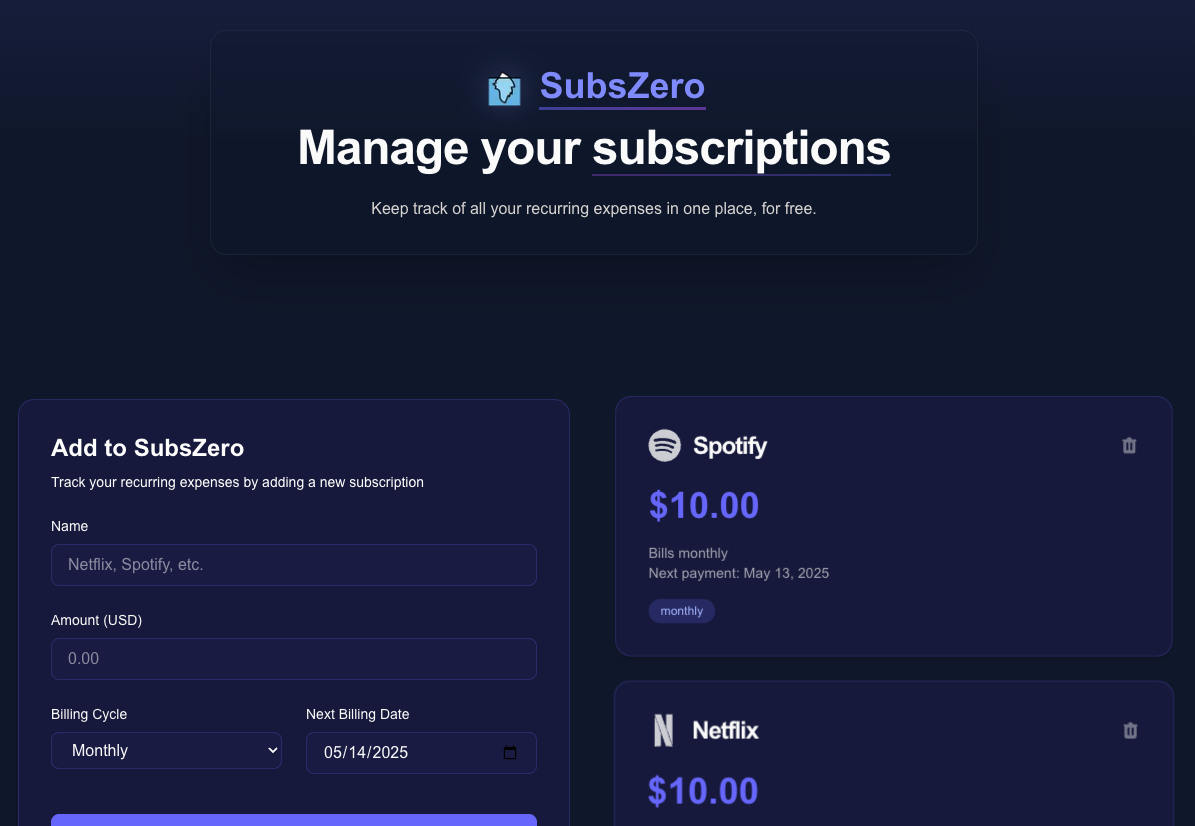 SubsZero
Manage your subscriptions
Keep track of all your recurring expenses in one place, for free.
Add to SubsZero
Track your recurring expenses by adding a new subscription
Name
Netflix, Spotify, etc.
Amount (USD)
0.00
Billing Cycle
Next Billing Date
Monthly
05/14/2025
Spotify
$10.00
Bills monthly
Next payment: May 13, 2025
monthly
Netflix
$10.00